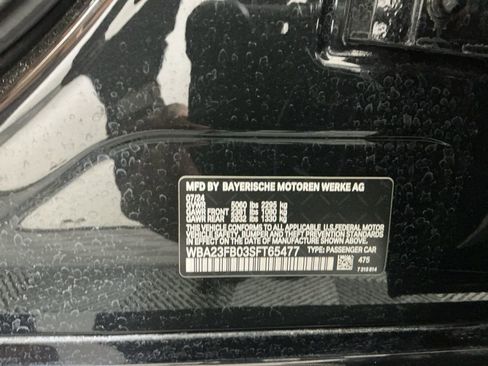 MFD BY BAYERISCHE MOTOREN WERKE AG
07/24
GVWR 5060 lbs 2295 kg
GAWR FRONT 2381 lbs 1080 kg
GAWR REAR 2932 lbs 1330 kg
THIS VEHICLE CONFORMS TO ALL APPLICABLE U.S. FEDERAL MOTOR
VEHICLE SAFETY, BUMPER, AND THEFT PREVENTION STANDARDS
IN EFFECT ON THE DATE OF MANUFACTURE SHOWN ABOVE.
WBA23FB03SFT65477 TYPE: PASSENGER CAR
475